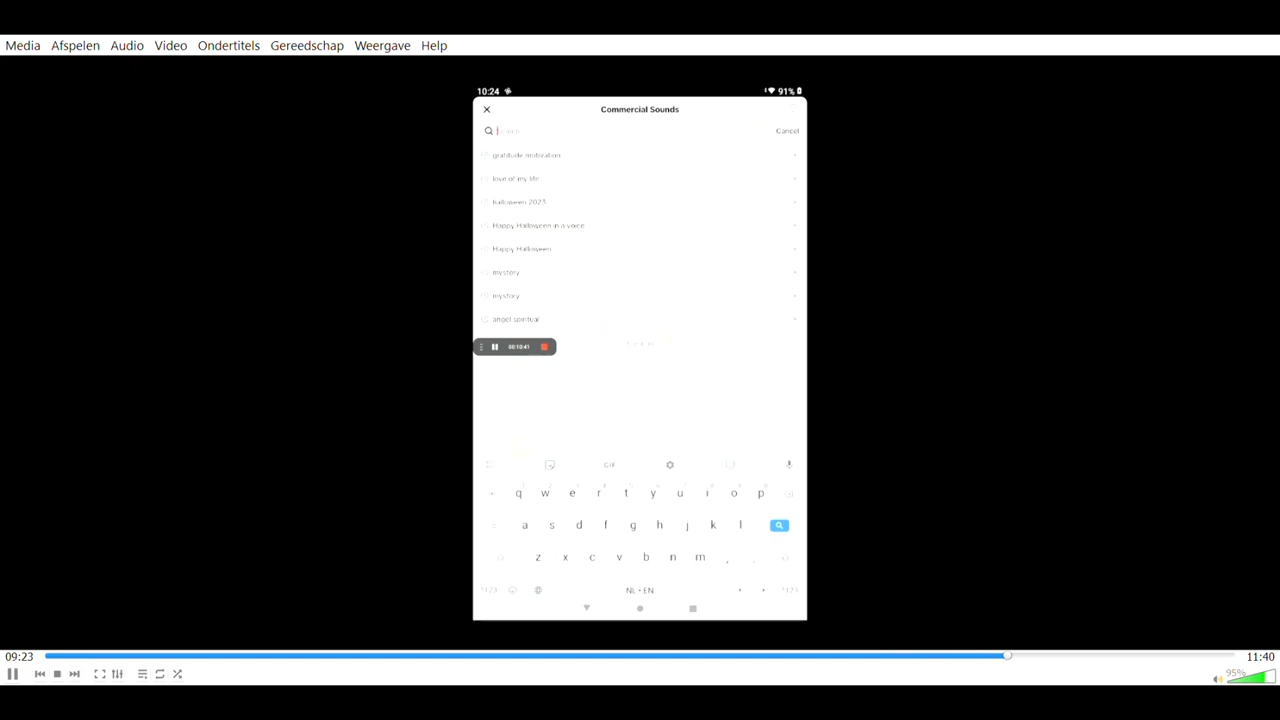 Media Afspelen Audio Video Ondertitels Gereedschap Weergave Help
10:24 91%
Commercial Sounds
Search Cancel
gratitude motivation
love of my life
halloween 2023
Happy Halloween in a voice
Happy Halloween
mystory
mystory
angel spiritual
00:10:41
GIF
q w e r t y u i o p
a s d f g h j k l
z x c v b n m , .
NL • EN
09:23 11:40
95%